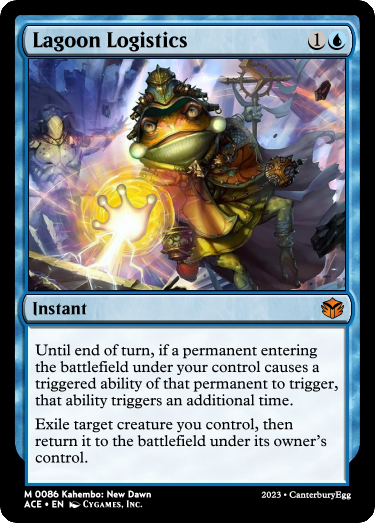 Lagoon Logistics 1
Instant
Until end of turn, if a permanent entering
the battlefield under your control causes a
triggered ability of that permanent to trigger,
that ability triggers an additional time.
Exile target creature you control, then
return it to the battlefield under its owner's
control.
M 0086 Kahembo: New Dawn 2023 • CanterburyEgg
ACE • EN Cygames, Inc.